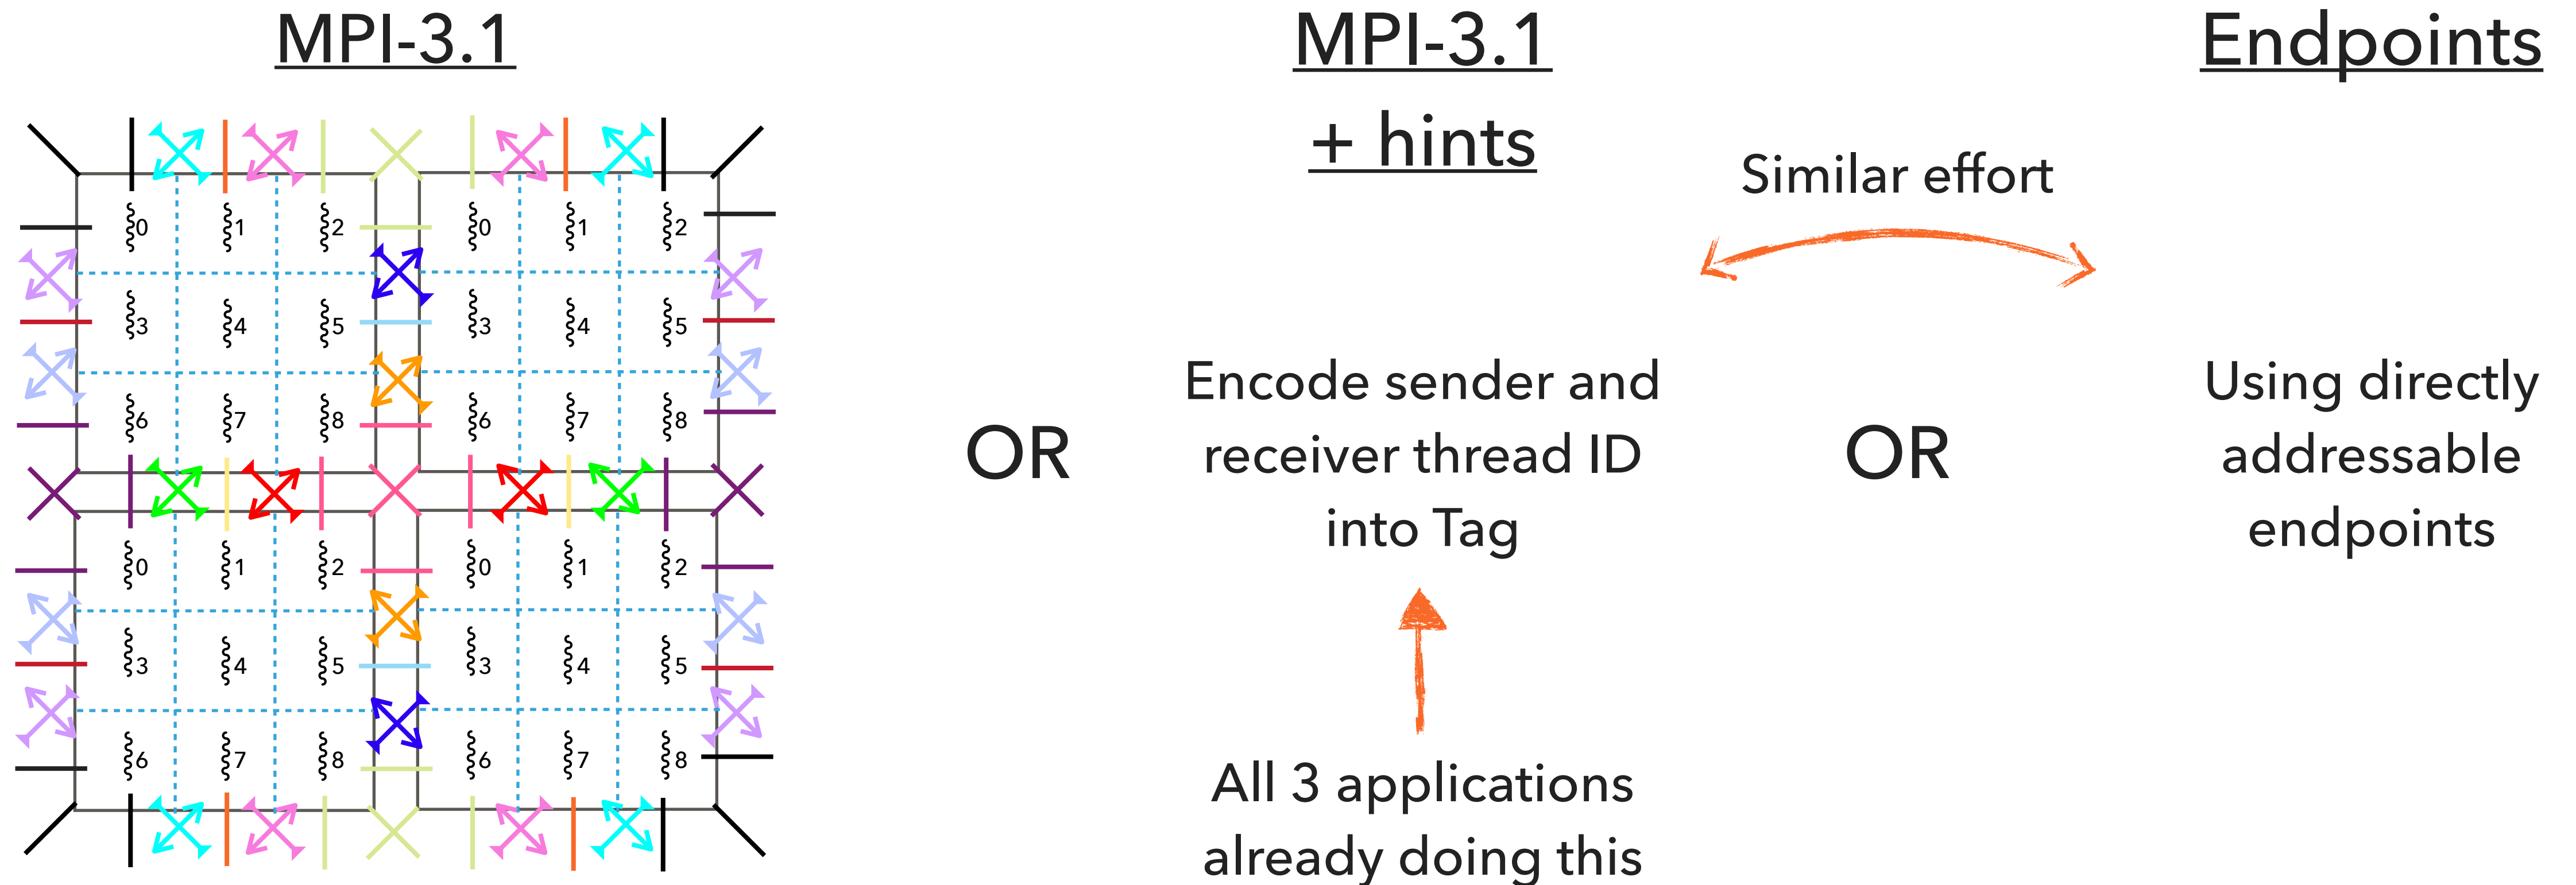 MPI-3.1
MPI-3.1
+ hints
Endpoints
Similar effort
0 1 2 0 1 2
3 4 5 3 4 5
6 7 8 6 7 8
0 1 2 0 1 2
3 4 5 3 4 5
6 7 8 6 7 8
OR
Encode sender and
receiver thread ID
into Tag
OR
Using directly
addressable
endpoints
All 3 applications
already doing this